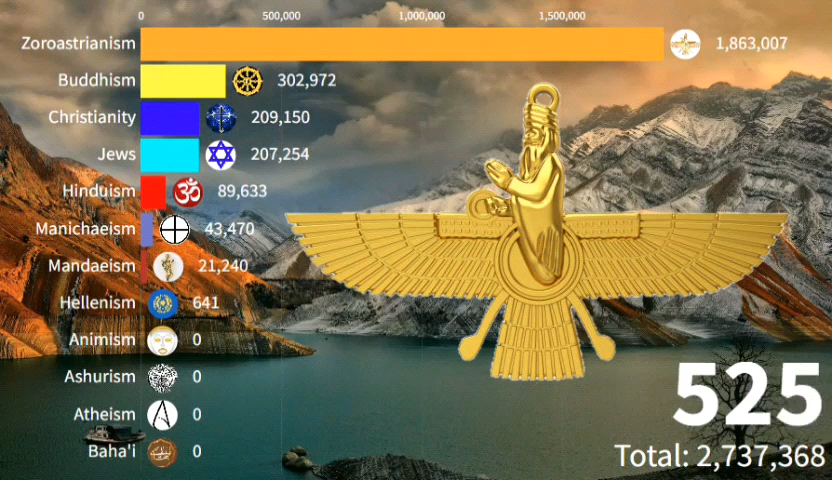 0 500,000 1,000,000 1,500,000
Zoroastrianism 1,863,007
Buddhism 302,972
Christianity 209,150
Jews 207,254
Hinduism 89,633
Manichaeism 43,470
Mandaeism 21,240
Hellenism 641
Animism 0
Ashurism 0
Atheism 0
Baha'i 0
525
Total: 2,737,368